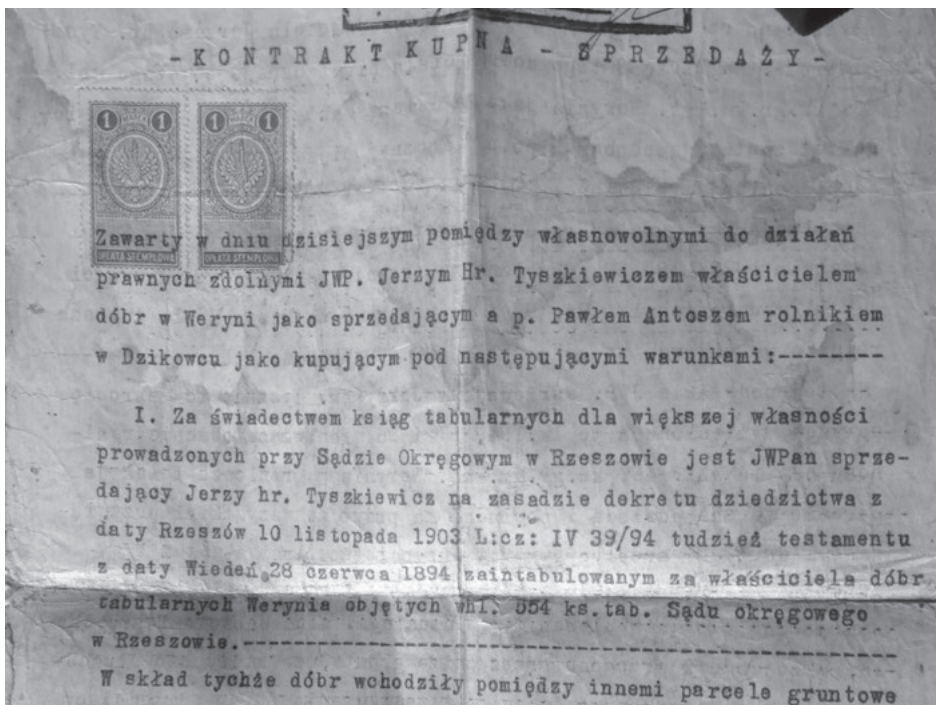 - KONTRAKT KUPNA - SPRZEDAŻY -
1 MARKA 1 1 MARKA 1
OPŁATA STEMPLOWA OPŁATA STEMPLOWA
Zawarty w dniu dzisiejszym pomiędzy własnowolnymi do działań
prawnych zdolnymi JWP. Jerzym Hr. Tyszkiewiczem właścicielem
dóbr w Weryni jako sprzedającym a p. Pawłem Antoszem rolnikiem
w Dzikowcu jako kupującym pod następującymi warunkami:--------
I. Za świadectwem ksiąg tabularnych dla większej własności
prowadzonych przy Sądzie Okręgowym w Rzeszowie jest JWPan sprze-
dający Jerzy hr. Tyszkiewicz na zasadzie dekretu dziedzictwa z
daty Rzeszów 10 listopada 1903 L:cz: IV 39/94 tudzież testamentu
z daty Wiedeń 28 czerwca 1894 zaintabulowanym za właściciela dóbr
tabularnych Werynia objętych whl. 554 ks.tab. Sądu okręgowego
w Rzeszowie.--------------------------------------------------
W skład tychże dóbr wchodziły pomiędzy innemi parcele gruntowe